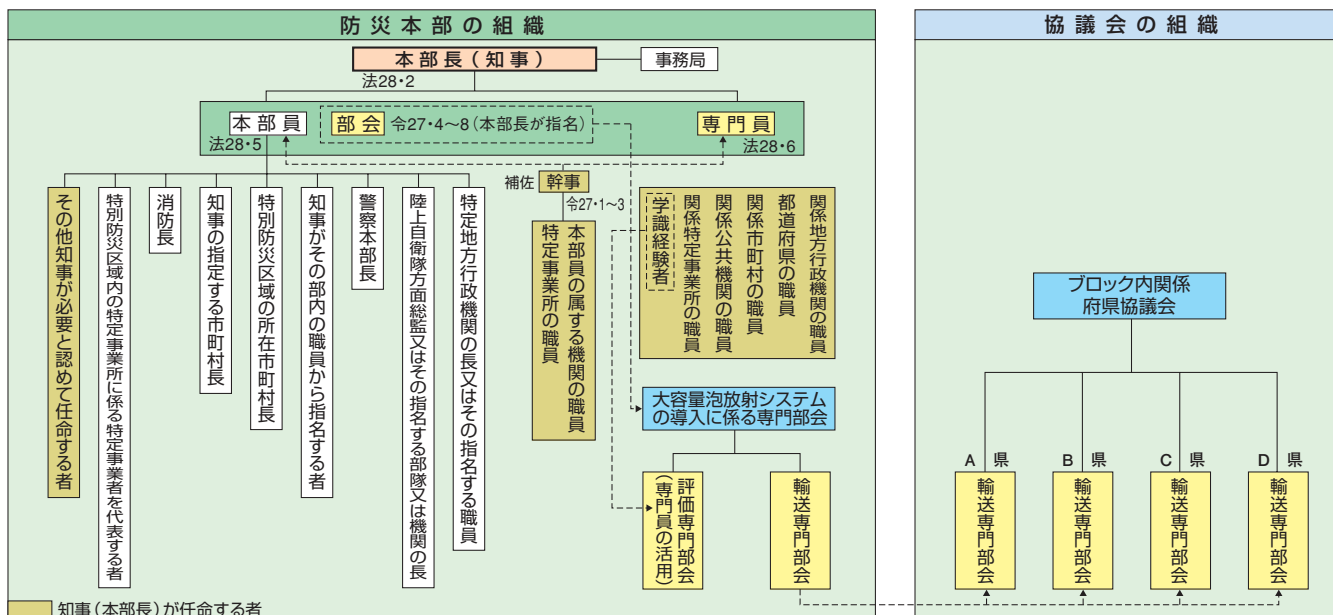 防災本部の組織
本部長（知事）
事務局
法28・2
本部員
部会
令27・4～8（本部長が指名）
専門員
法28・5
法28・6
その他知事が必要と認めて任命する者
特別防災区域内の特定事業所に係る特定事業者を代表する者
消防長
知事の指定する市町村長
特別防災区域の所在市町村長
知事がその部内の職員から指名する者
警察本部長
陸上自衛隊方面総監又はその指名する部隊又は機関の長
特定地方行政機関の長又はその指名する職員
補佐
幹事
令27・1～3
本部員の属する機関の職員
特定事業所の職員
関係地方行政機関の職員
都道府県の職員
関係市町村の職員
関係公共機関の職員
関係特定事業所の職員
学識経験者
大容量泡放射システム
の導入に係る専門部会
評価専門部会
（専門員の活用）
輸送専門部会
知事（本部長）が任命する者
協議会の組織
ブロック内関係
府県協議会
A 県
B 県
C 県
D 県
輸送専門部会
輸送専門部会
輸送専門部会
輸送専門部会